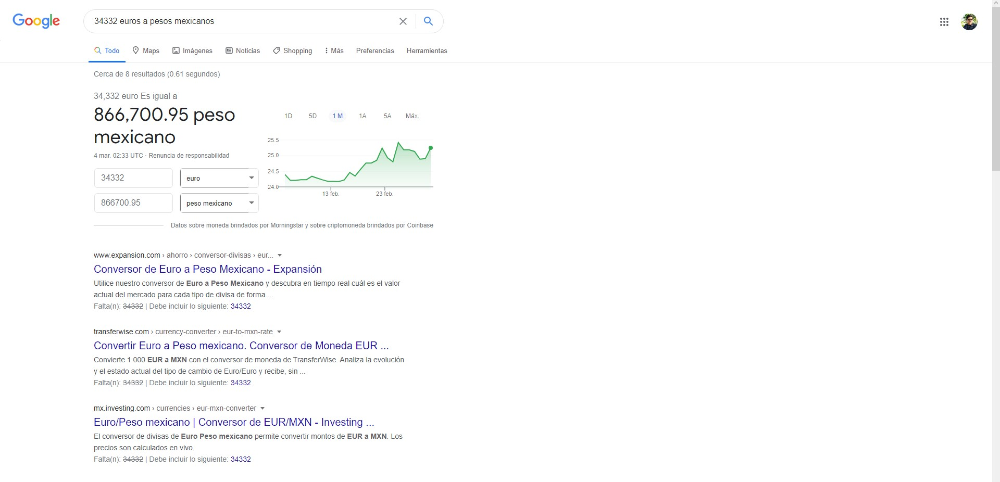 Google
34332 euros a pesos mexicanos
Todo Maps Imágenes Noticias Shopping Más Preferencias Herramientas
Cerca de 8 resultados (0.61 segundos)
34,332 euro Es igual a
866,700.95 peso
mexicano
4 mar. 02:33 UTC · Renuncia de responsabilidad
34332 euro
866700.95 peso mexicano
1D 5D 1 M 1A 5A Máx.
25.5
25.0
24.5
24.0
13 feb. 23 feb.
Datos sobre moneda brindados por Morningstar y sobre criptomoneda brindados por Coinbase
www.expansion.com › ahorro › conversor-divisas › eur...
Conversor de Euro a Peso Mexicano - Expansión
Utilice nuestro conversor de Euro a Peso Mexicano y descubra en tiempo real cuál es el valor
actual del mercado para cada tipo de divisa de forma ...
Falta(n): 34332 | Debe incluir lo siguiente: 34332
transferwise.com › currency-converter › eur-to-mxn-rate
Convertir Euro a Peso mexicano. Conversor de Moneda EUR ...
Convierte 1.000 EUR a MXN con el conversor de moneda de TransferWise. Analiza la evolución
y el estado actual del tipo de cambio de Euro/Euro y recibe, sin ...
Falta(n): 34332 | Debe incluir lo siguiente: 34332
mx.investing.com › currencies › eur-mxn-converter
Euro/Peso mexicano | Conversor de EUR/MXN - Investing ...
El conversor de divisas de Euro Peso mexicano permite convertir montos de EUR a MXN. Los
precios son calculados en vivo.
Falta(n): 34332 | Debe incluir lo siguiente: 34332